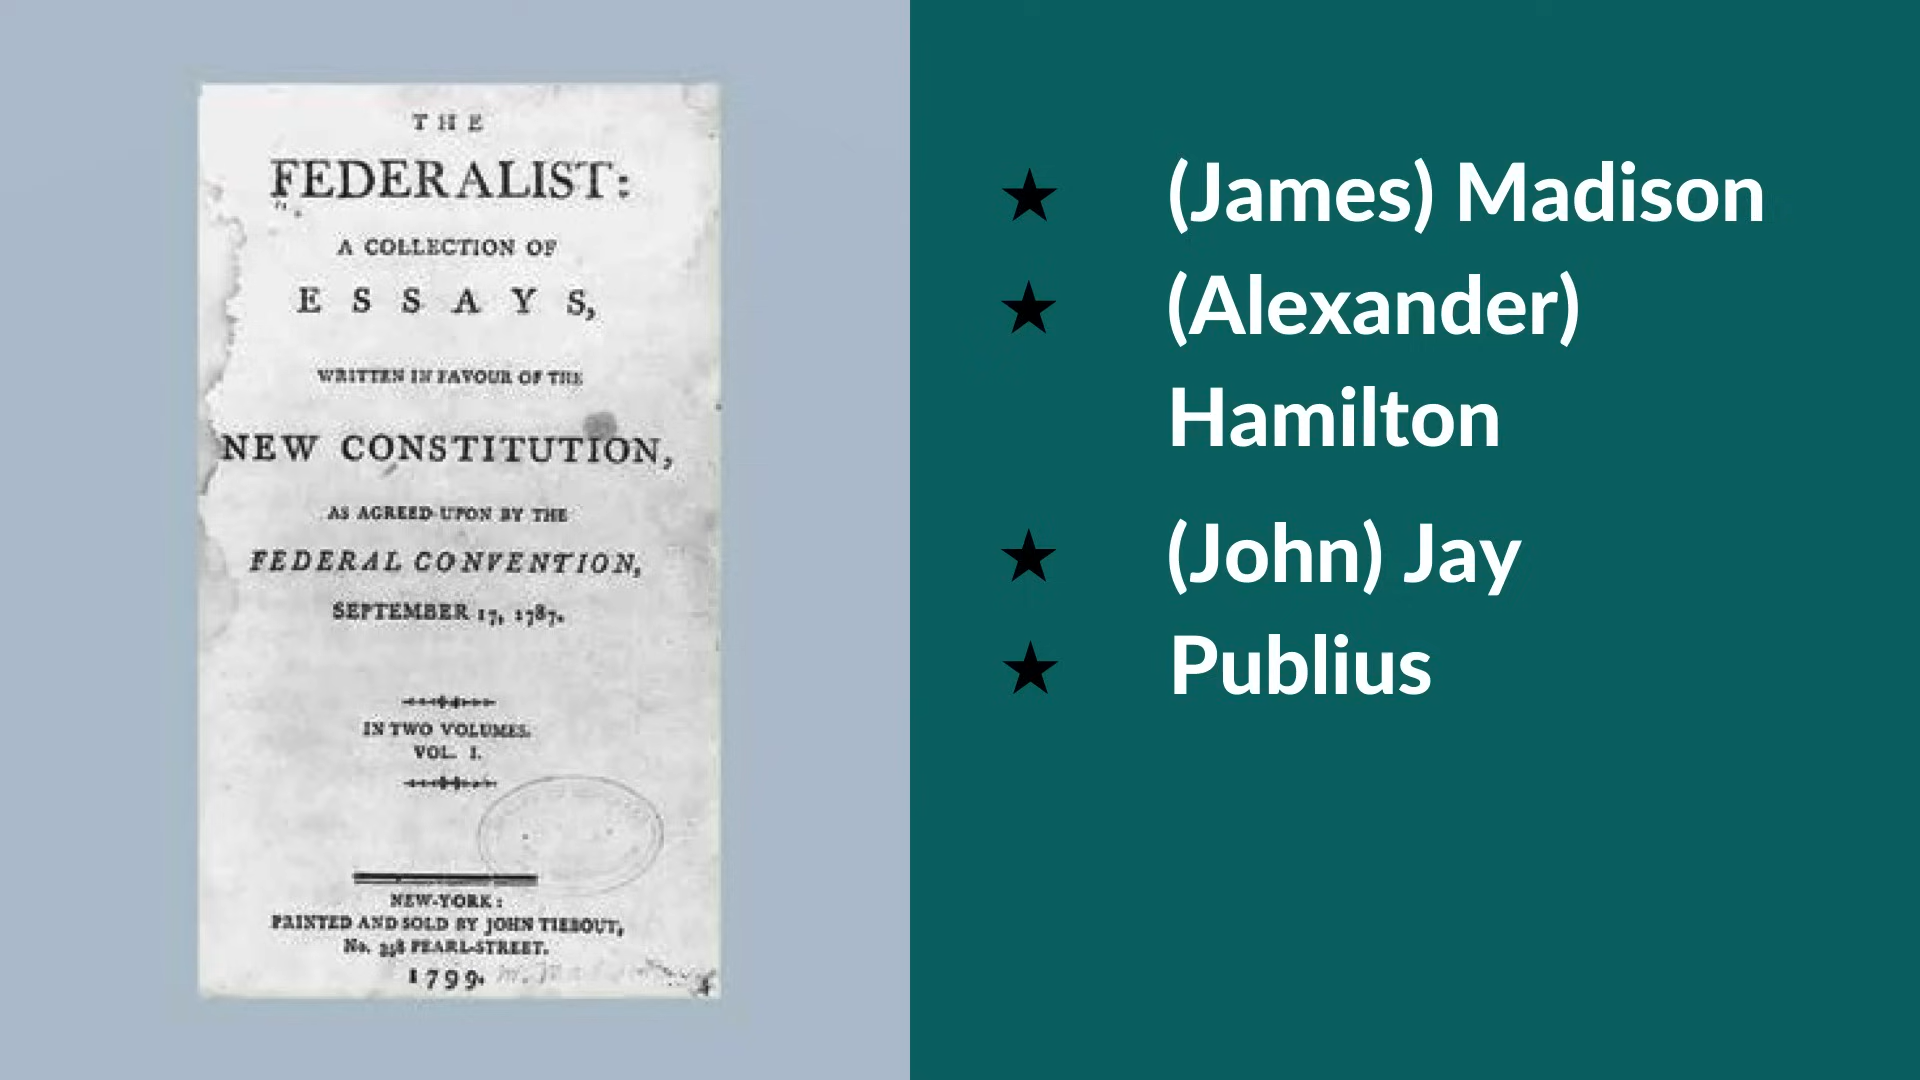 THE
FEDERALIST:
A COLLECTION OF
ESSAYS,
WRITTEN IN FAVOUR OF THE
NEW CONSTITUTION,
AS AGREED UPON BY THE
FEDERAL CONVENTION,
SEPTEMBER 17, 1787.
IN TWO VOLUMES.
VOL. I.
NEW-YORK:
PRINTED AND SOLD BY JOHN TIEBOUT,
No. 358 PEARL-STREET.
1799.
★ (James) Madison
★ (Alexander)
Hamilton
★ (John) Jay
★ Publius